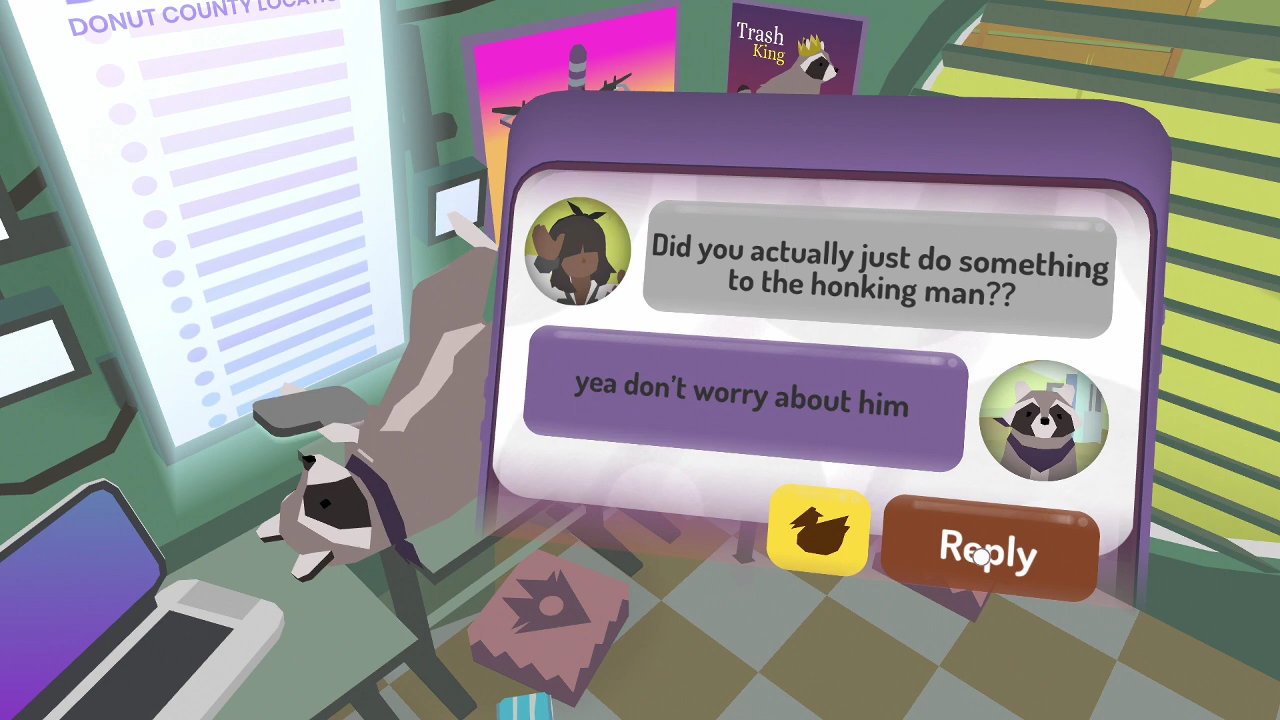 DONUT COUNTY
Trash
King
Did you actually just do something
to the honking man??
yea don't worry about him
Reply